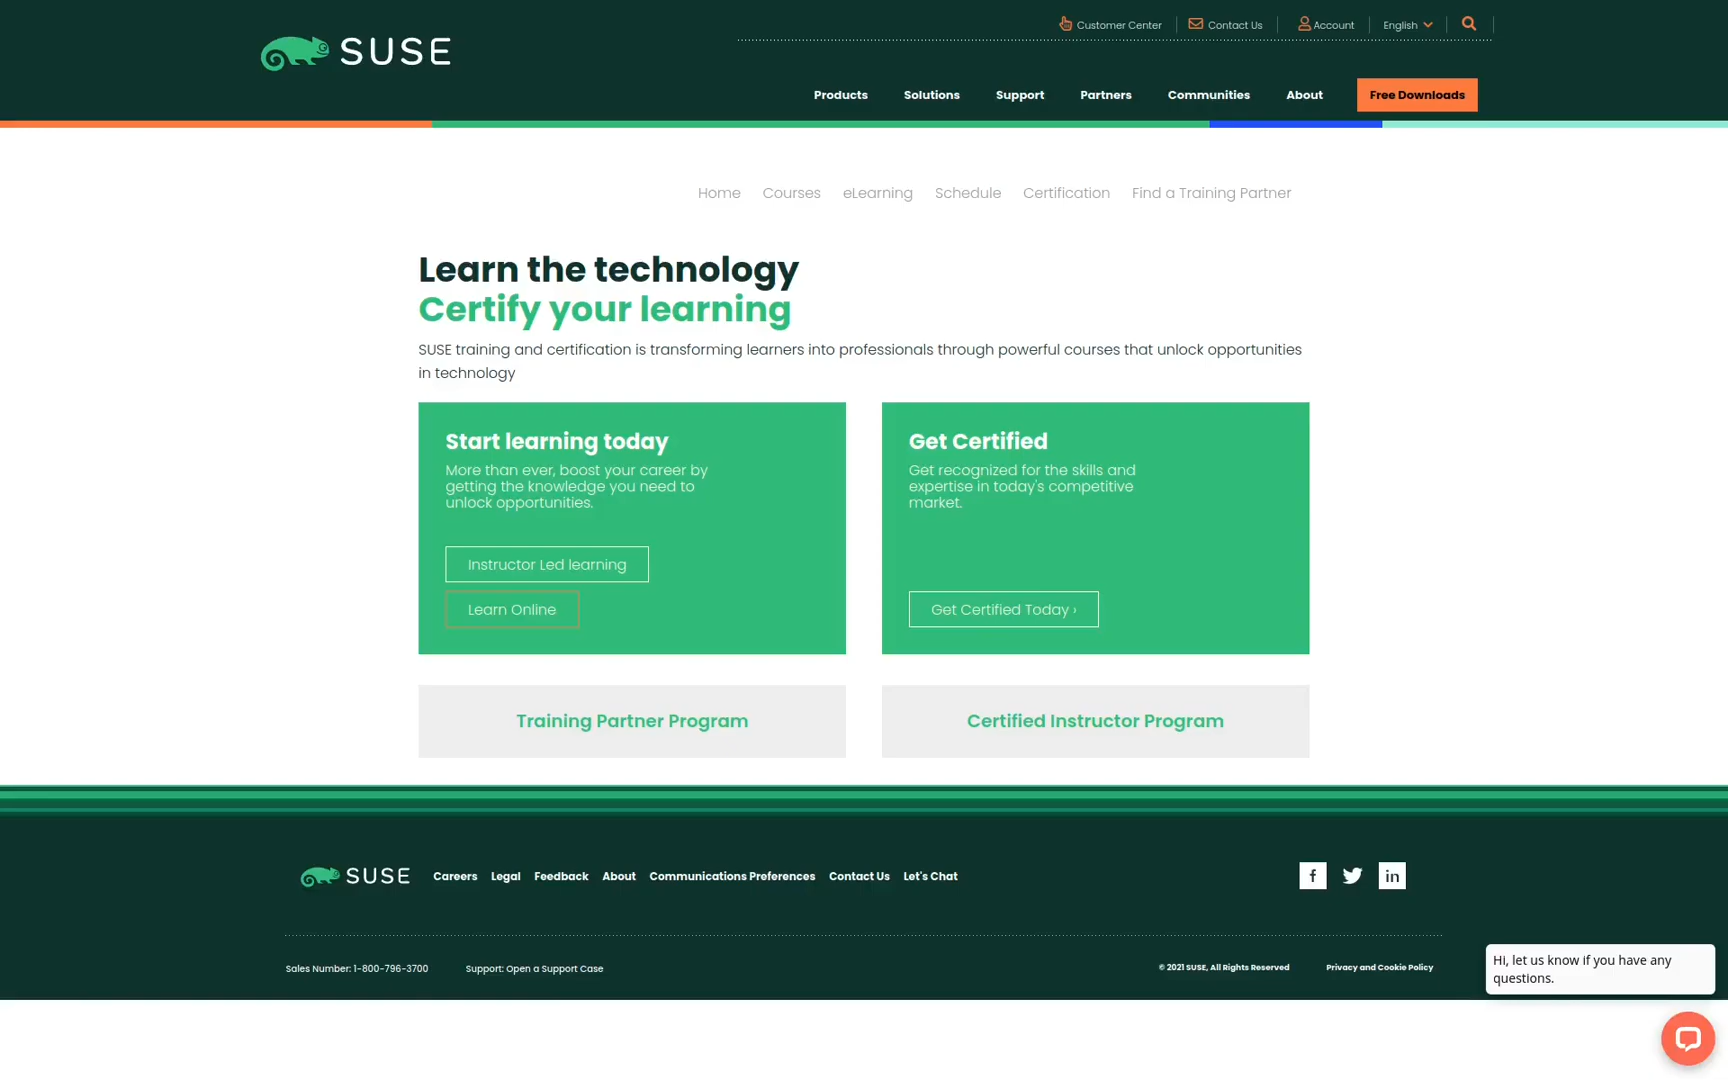 Customer Center
Contact Us
Account
English
SUSE
Products
Solutions
Support
Partners
Communities
About
Free Downloads
Home
Courses
eLearning
Schedule
Certification
Find a Training Partner
Learn the technology
Certify your learning
SUSE training and certification is transforming learners into professionals through powerful courses that unlock opportunities
in technology
Start learning today
More than ever, boost your career by
getting the knowledge you need to
unlock opportunities.
Instructor Led learning
Learn Online
Get Certified
Get recognized for the skills and
expertise in today's competitive
market.
Get Certified Today ›
Training Partner Program
Certified Instructor Program
SUSE
Careers
Legal
Feedback
About
Communications Preferences
Contact Us
Let's Chat
f
in
Sales Number: 1-800-796-3700
Support: Open a Support Case
© 2021 SUSE, All Rights Reserved
Privacy and Cookie Policy
Hi, let us know if you have any
questions.